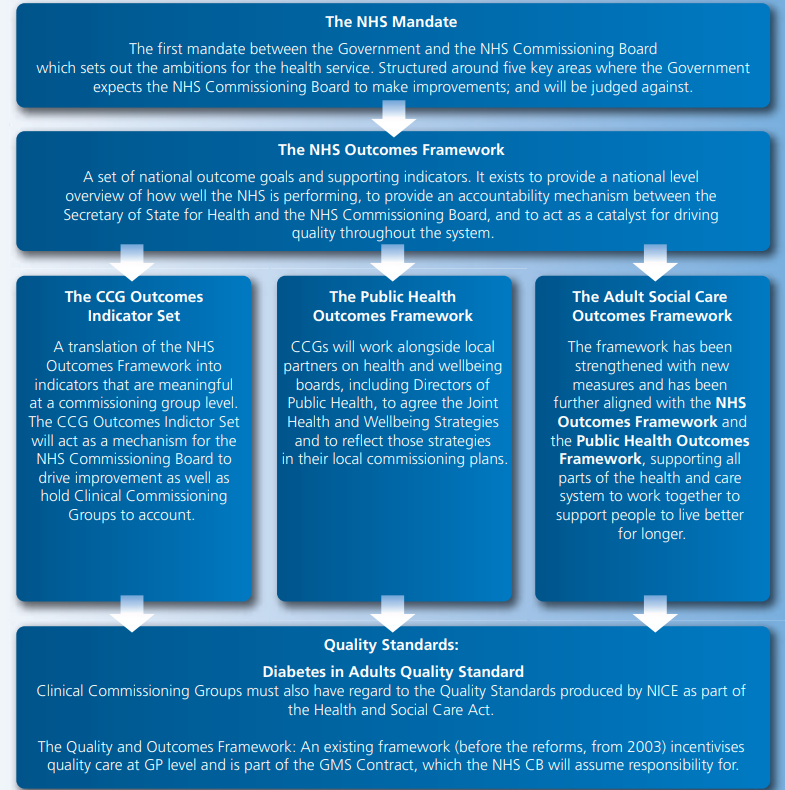 The NHS Mandate
The first mandate between the Government and the NHS Commissioning Board
which sets out the ambitions for the health service. Structured around five key areas where the Government
expects the NHS Commissioning Board to make improvements; and will be judged against.
The NHS Outcomes Framework
A set of national outcome goals and supporting indicators. It exists to provide a national level
overview of how well the NHS is performing, to provide an accountability mechanism between the
Secretary of State for Health and the NHS Commissioning Board, and to act as a catalyst for driving
quality throughout the system.
The CCG Outcomes
Indicator Set
A translation of the NHS
Outcomes Framework into
indicators that are meaningful
at a commissioning group level.
The CCG Outcomes Indictor Set
will act as a mechanism for the
NHS Commissioning Board to
drive improvement as well as
hold Clinical Commissioning
Groups to account.
The Public Health
Outcomes Framework
CCGs will work alongside local
partners on health and wellbeing
boards, including Directors of
Public Health, to agree the Joint
Health and Wellbeing Strategies
and to reflect those strategies
in their local commissioning plans.
The Adult Social Care
Outcomes Framework
The framework has been
strengthened with new
measures and has been
further aligned with the NHS
Outcomes Framework and
the Public Health Outcomes
Framework, supporting all
parts of the health and care
system to work together to
support people to live better
for longer.
Quality Standards:
Diabetes in Adults Quality Standard
Clinical Commissioning Groups must also have regard to the Quality Standards produced by NICE as part of
the Health and Social Care Act.
The Quality and Outcomes Framework: An existing framework (before the reforms, from 2003) incentivises
quality care at GP level and is part of the GMS Contract, which the NHS CB will assume responsibility for.